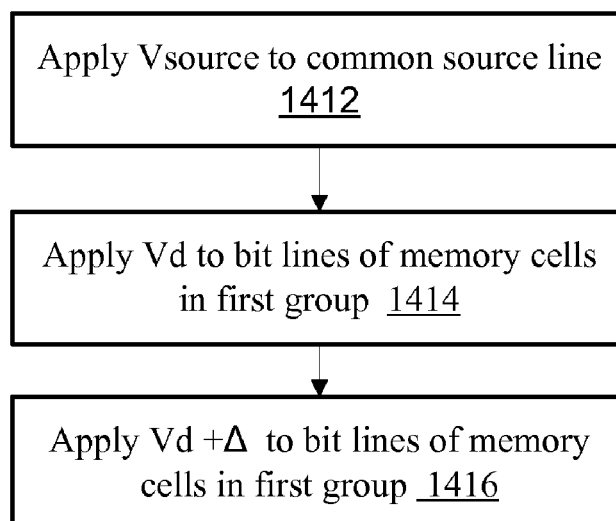 Apply Vsource to common source line
1412
Apply Vd to bit lines of memory cells
in first group 1414
Apply Vd +Δ to bit lines of memory
cells in first group 1416